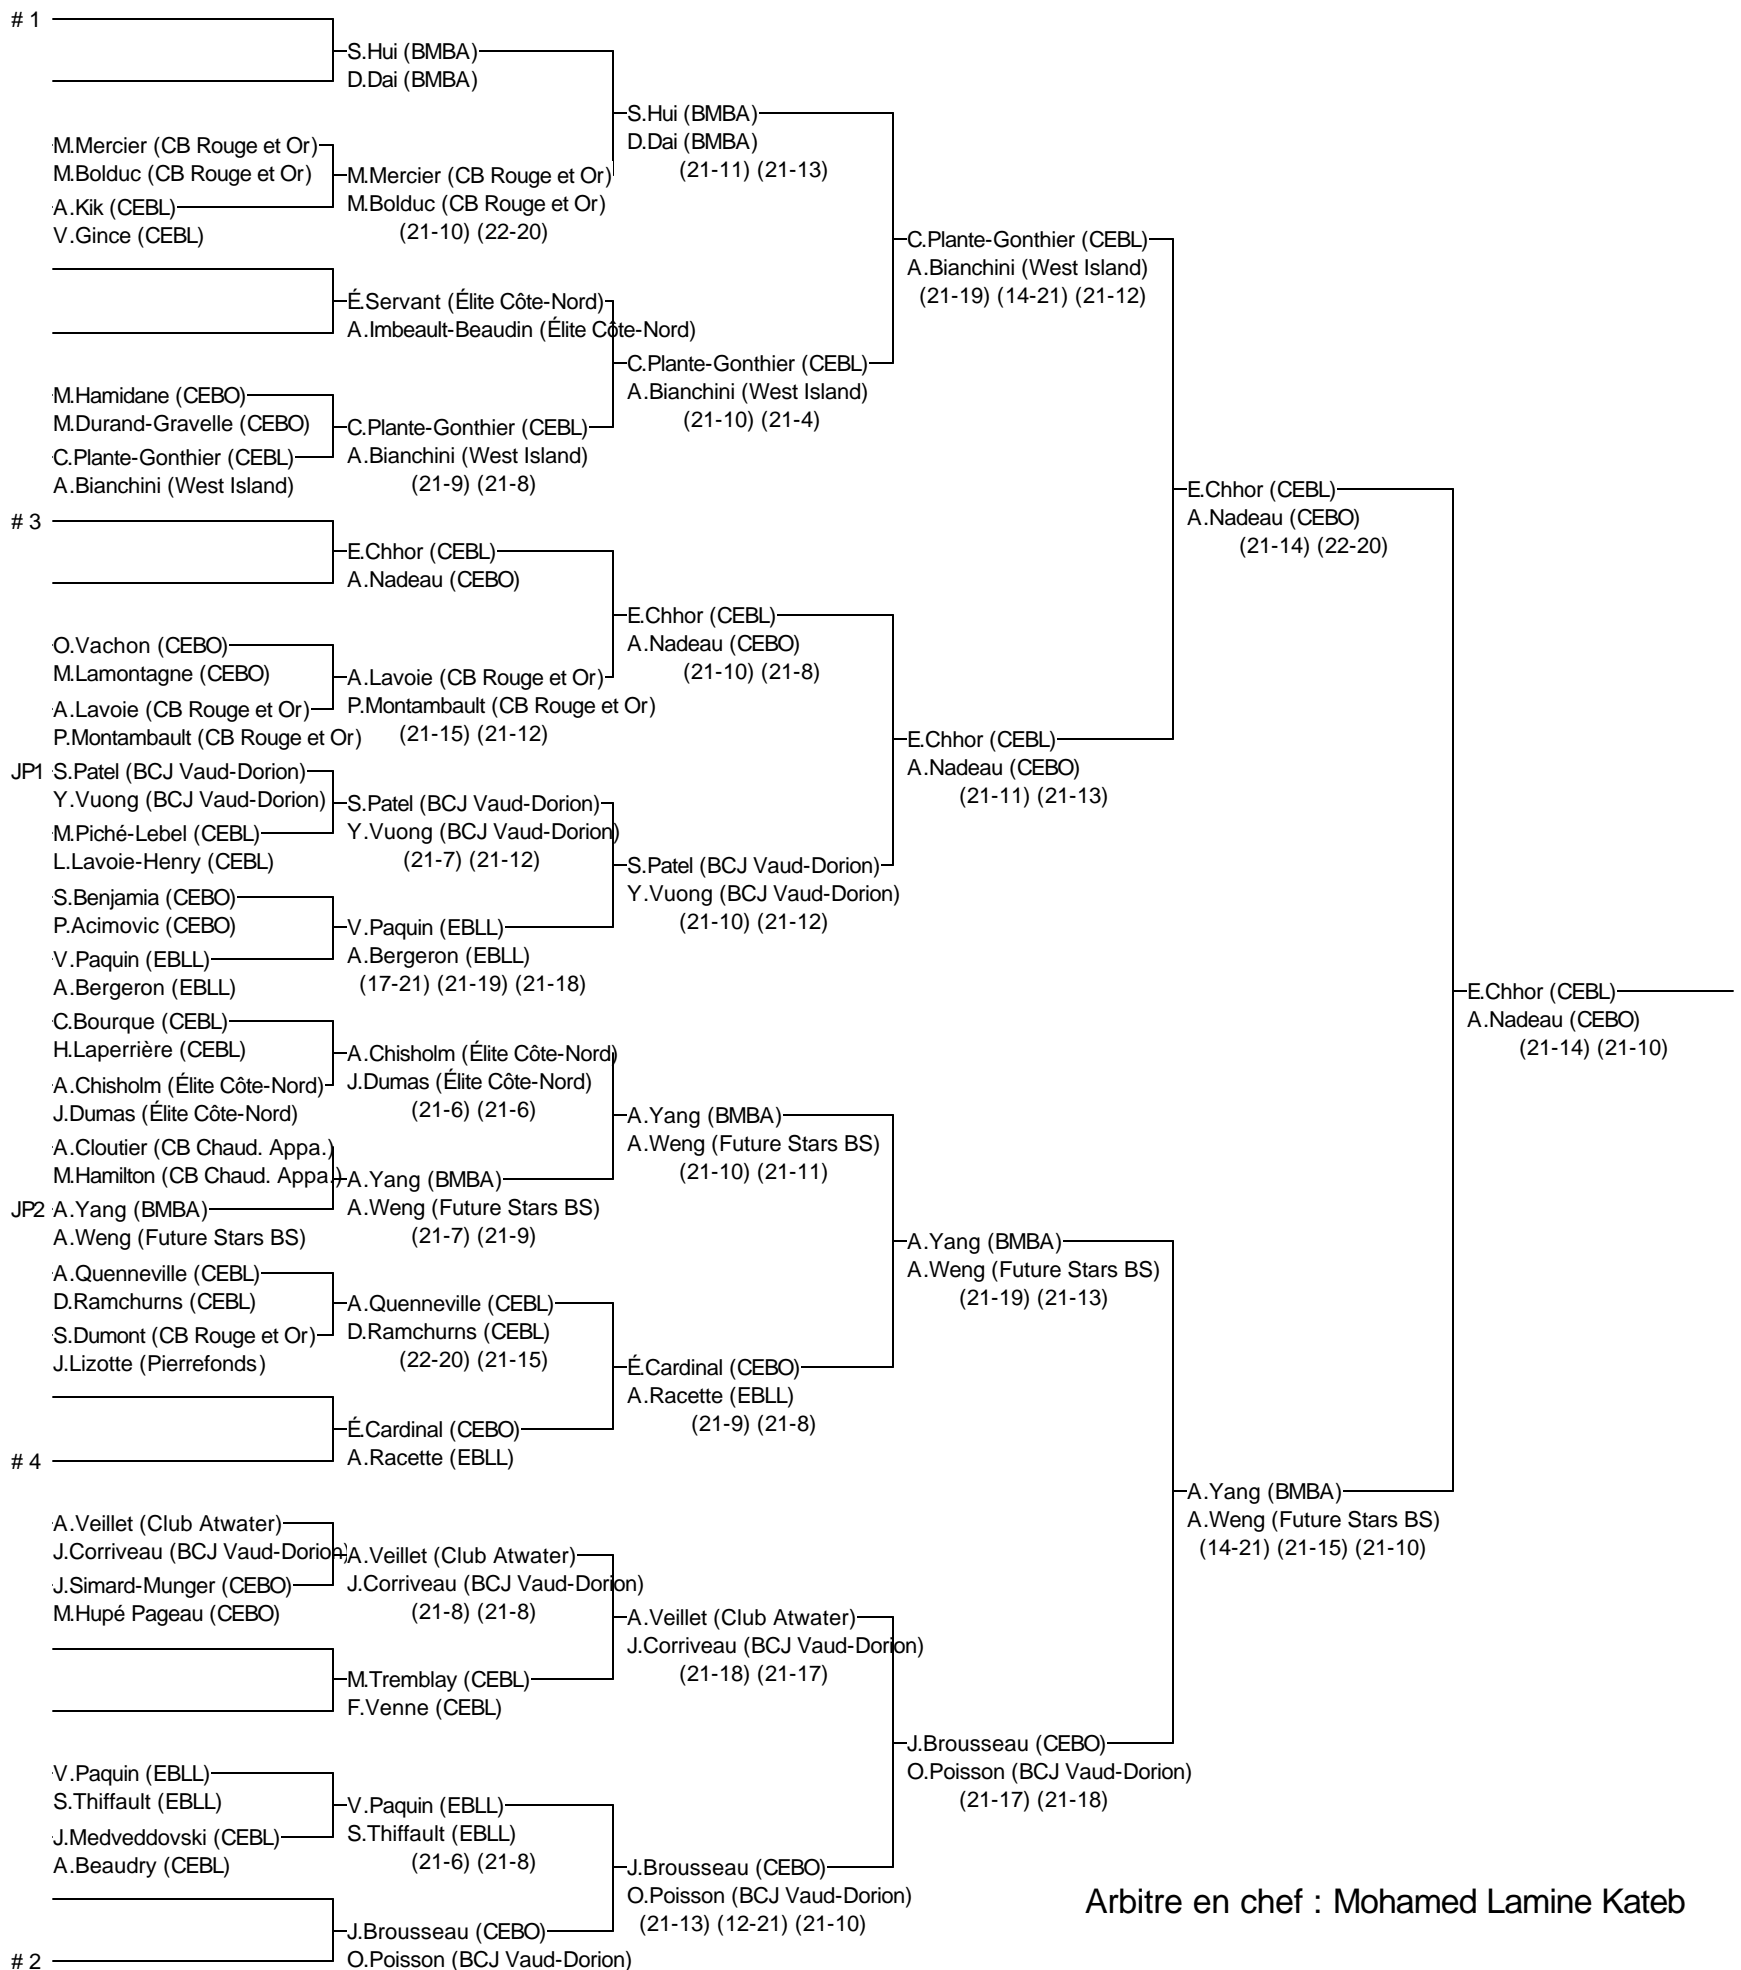 # 1
S.Hui (BMBA)
D.Dai (BMBA)
S.Hui (BMBA)
D.Dai (BMBA)
(21-11) (21-13)
M.Mercier (CB Rouge et Or)
M.Bolduc (CB Rouge et Or)
M.Mercier (CB Rouge et Or)
M.Bolduc (CB Rouge et Or)
(21-10) (22-20)
A.Kik (CEBL)
V.Gince (CEBL)
C.Plante-Gonthier (CEBL)
A.Bianchini (West Island)
(21-19) (14-21) (21-12)
É.Servant (Élite Côte-Nord)
A.Imbeault-Beaudin (Élite Côte-Nord)
C.Plante-Gonthier (CEBL)
A.Bianchini (West Island)
(21-10) (21-4)
M.Hamidane (CEBO)
M.Durand-Gravelle (CEBO)
C.Plante-Gonthier (CEBL)
A.Bianchini (West Island)
(21-9) (21-8)
C.Plante-Gonthier (CEBL)
A.Bianchini (West Island)
E.Chhor (CEBL)
A.Nadeau (CEBO)
(21-14) (22-20)
# 3
E.Chhor (CEBL)
A.Nadeau (CEBO)
E.Chhor (CEBL)
A.Nadeau (CEBO)
(21-10) (21-8)
O.Vachon (CEBO)
M.Lamontagne (CEBO)
A.Lavoie (CB Rouge et Or)
P.Montambault (CB Rouge et Or)
(21-15) (21-12)
A.Lavoie (CB Rouge et Or)
P.Montambault (CB Rouge et Or)
E.Chhor (CEBL)
A.Nadeau (CEBO)
(21-11) (21-13)
JP1 S.Patel (BCJ Vaud-Dorion)
Y.Vuong (BCJ Vaud-Dorion)
S.Patel (BCJ Vaud-Dorion)
Y.Vuong (BCJ Vaud-Dorion)
(21-7) (21-12)
M.Piché-Lebel (CEBL)
L.Lavoie-Henry (CEBL)
S.Patel (BCJ Vaud-Dorion)
Y.Vuong (BCJ Vaud-Dorion)
(21-10) (21-12)
S.Benjamia (CEBO)
P.Acimovic (CEBO)
V.Paquin (EBLL)
A.Bergeron (EBLL)
(17-21) (21-19) (21-18)
V.Paquin (EBLL)
A.Bergeron (EBLL)
E.Chhor (CEBL)
A.Nadeau (CEBO)
(21-14) (21-10)
C.Bourque (CEBL)
H.Laperrière (CEBL)
A.Chisholm (Élite Côte-Nord)
J.Dumas (Élite Côte-Nord)
(21-6) (21-6)
A.Chisholm (Élite Côte-Nord)
J.Dumas (Élite Côte-Nord)
A.Yang (BMBA)
A.Weng (Future Stars BS)
(21-10) (21-11)
A.Cloutier (CB Chaud. Appa.)
M.Hamilton (CB Chaud. Appa.)
A.Yang (BMBA)
A.Weng (Future Stars BS)
(21-7) (21-9)
JP2 A.Yang (BMBA)
A.Weng (Future Stars BS)
A.Yang (BMBA)
A.Weng (Future Stars BS)
(21-19) (21-13)
A.Quenneville (CEBL)
D.Ramchurns (CEBL)
A.Quenneville (CEBL)
D.Ramchurns (CEBL)
(22-20) (21-15)
S.Dumont (CB Rouge et Or)
J.Lizotte (Pierrefonds)
É.Cardinal (CEBO)
A.Racette (EBLL)
(21-9) (21-8)
É.Cardinal (CEBO)
A.Racette (EBLL)
# 4
A.Yang (BMBA)
A.Weng (Future Stars BS)
(14-21) (21-15) (21-10)
A.Veillet (Club Atwater)
J.Corriveau (BCJ Vaud-Dorion)
A.Veillet (Club Atwater)
J.Corriveau (BCJ Vaud-Dorion)
(21-8) (21-8)
J.Simard-Munger (CEBO)
M.Hupé Pageau (CEBO)
A.Veillet (Club Atwater)
J.Corriveau (BCJ Vaud-Dorion)
(21-18) (21-17)
M.Tremblay (CEBL)
F.Venne (CEBL)
J.Brousseau (CEBO)
O.Poisson (BCJ Vaud-Dorion)
(21-17) (21-18)
V.Paquin (EBLL)
S.Thiffault (EBLL)
V.Paquin (EBLL)
S.Thiffault (EBLL)
(21-6) (21-8)
J.Medveddovski (CEBL)
A.Beaudry (CEBL)
J.Brousseau (CEBO)
O.Poisson (BCJ Vaud-Dorion)
(21-13) (12-21) (21-10)
J.Brousseau (CEBO)
O.Poisson (BCJ Vaud-Dorion)
# 2
Arbitre en chef : Mohamed Lamine Kateb